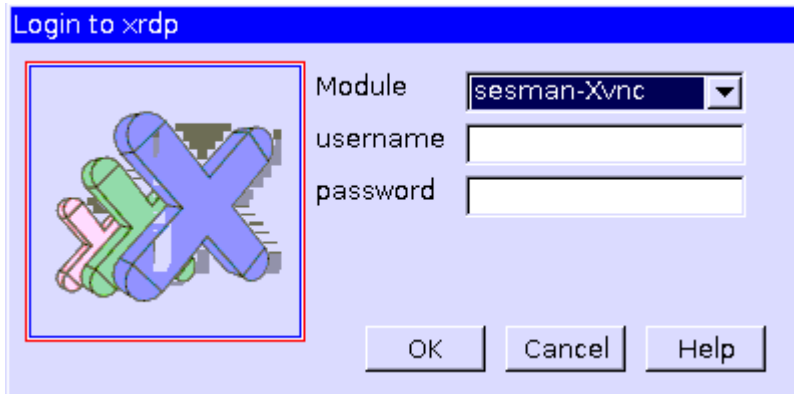 Login to xrdp
Module
sesman-Xvnc
username
password
OK
Cancel
Help